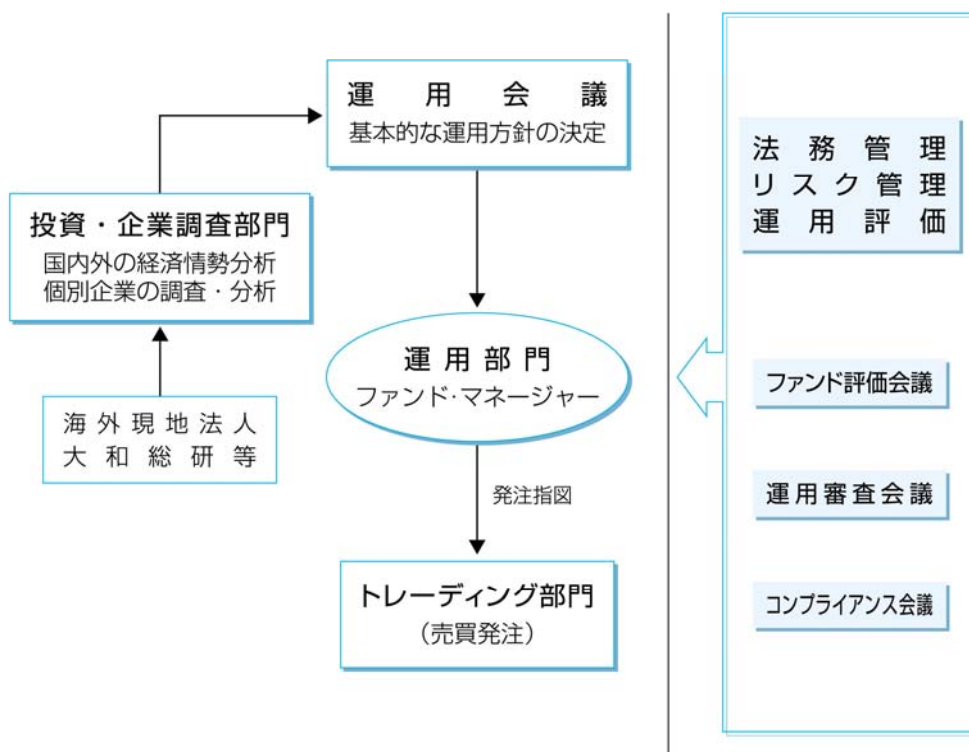 運用会議
基本的な運用方針の決定
投資・企業調査部門
国内外の経済情勢分析
個別企業の調査・分析
海外現地法人
大和総研等
運用部門
ファンド・マネージャー
発注指図
トレーディング部門
（売買発注）
法務管理
リスク管理
運用評価
ファンド評価会議
運用審査会議
コンプライアンス会議